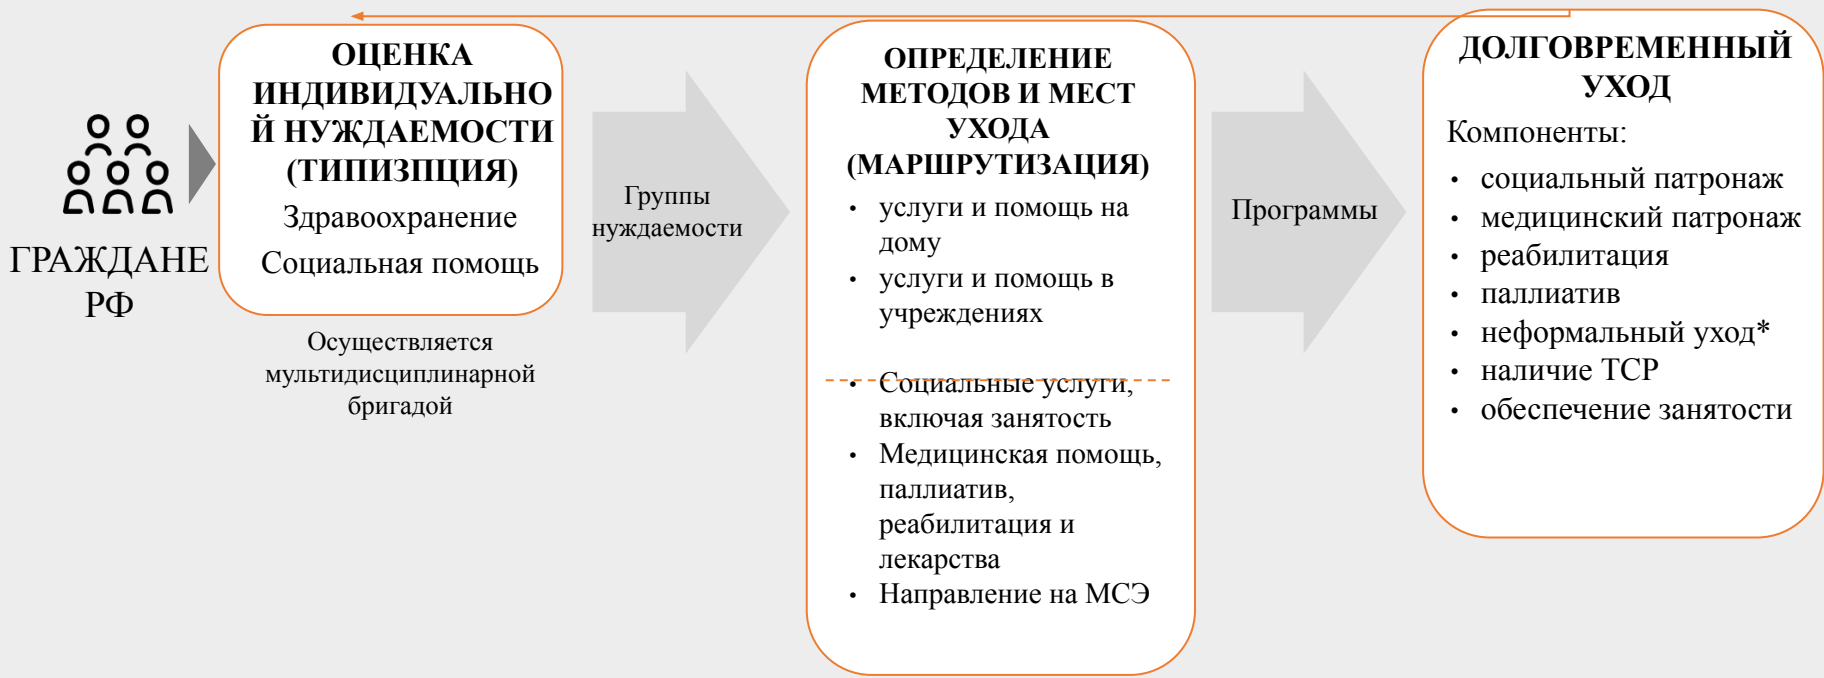 ГРАЖДАНЕ
РФ
ОЦЕНКА
ИНДИВИДУАЛЬНО
Й НУЖДАЕМОСТИ
(ТИПИЗПЦИЯ)
Здравоохранение
Социальная помощь
Осуществляется
мультидисциплинарной
бригадой
Группы
нуждаемости
ОПРЕДЕЛЕНИЕ
МЕТОДОВ И МЕСТ
УХОДА
(МАРШРУТИЗАЦИЯ)
• услуги и помощь на
дому
• услуги и помощь в
учреждениях
• Социальные услуги,
включая занятость
• Медицинская помощь,
паллиатив,
реабилитация и
лекарства
• Направление на МСЭ
Программы
ДОЛГОВРЕМЕННЫЙ
УХОД
Компоненты:
• социальный патронаж
• медицинский патронаж
• реабилитация
• паллиатив
• неформальный уход*
• наличие ТСР
• обеспечение занятости